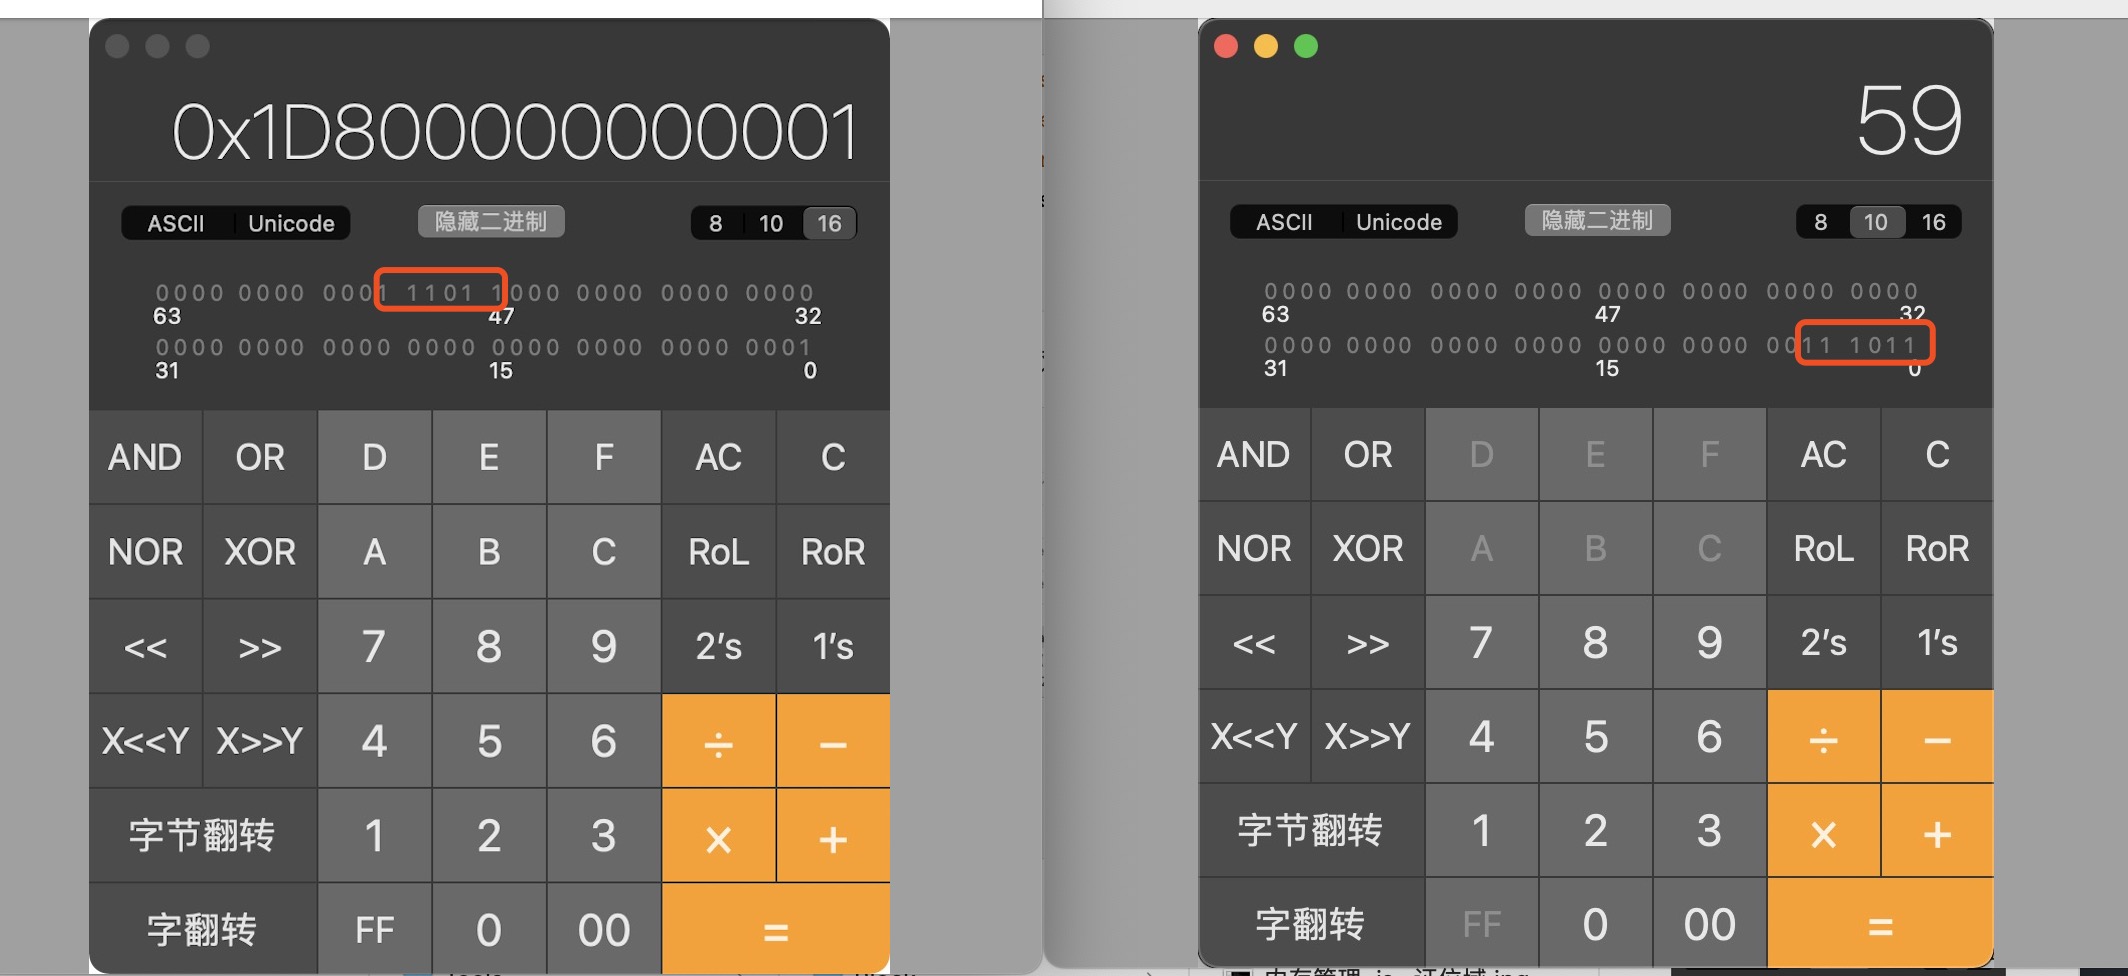 0x1D800000000001
ASCII Unicode 隐藏二进制 8 10 16
0000 0000 0001 1101 1000 0000 0000 0000
63 47 32
0000 0000 0000 0000 0000 0000 0000 0001
31 15 0
AND OR D E F AC C
NOR XOR A B C RoL RoR
<< >> 7 8 9 2's 1's
X<<Y X>>Y 4 5 6 ÷ −
字节翻转 1 2 3 × +
字翻转 FF 0 00 =
59
ASCII Unicode 隐藏二进制 8 10 16
0000 0000 0000 0000 0000 0000 0000 0000
63 47 32
0000 0000 0000 0000 0000 0000 0011 1011
31 15 0
AND OR D E F AC C
NOR XOR A B C RoL RoR
<< >> 7 8 9 2's 1's
X<<Y X>>Y 4 5 6 ÷ −
字节翻转 1 2 3 × +
字翻转 FF 0 00 =